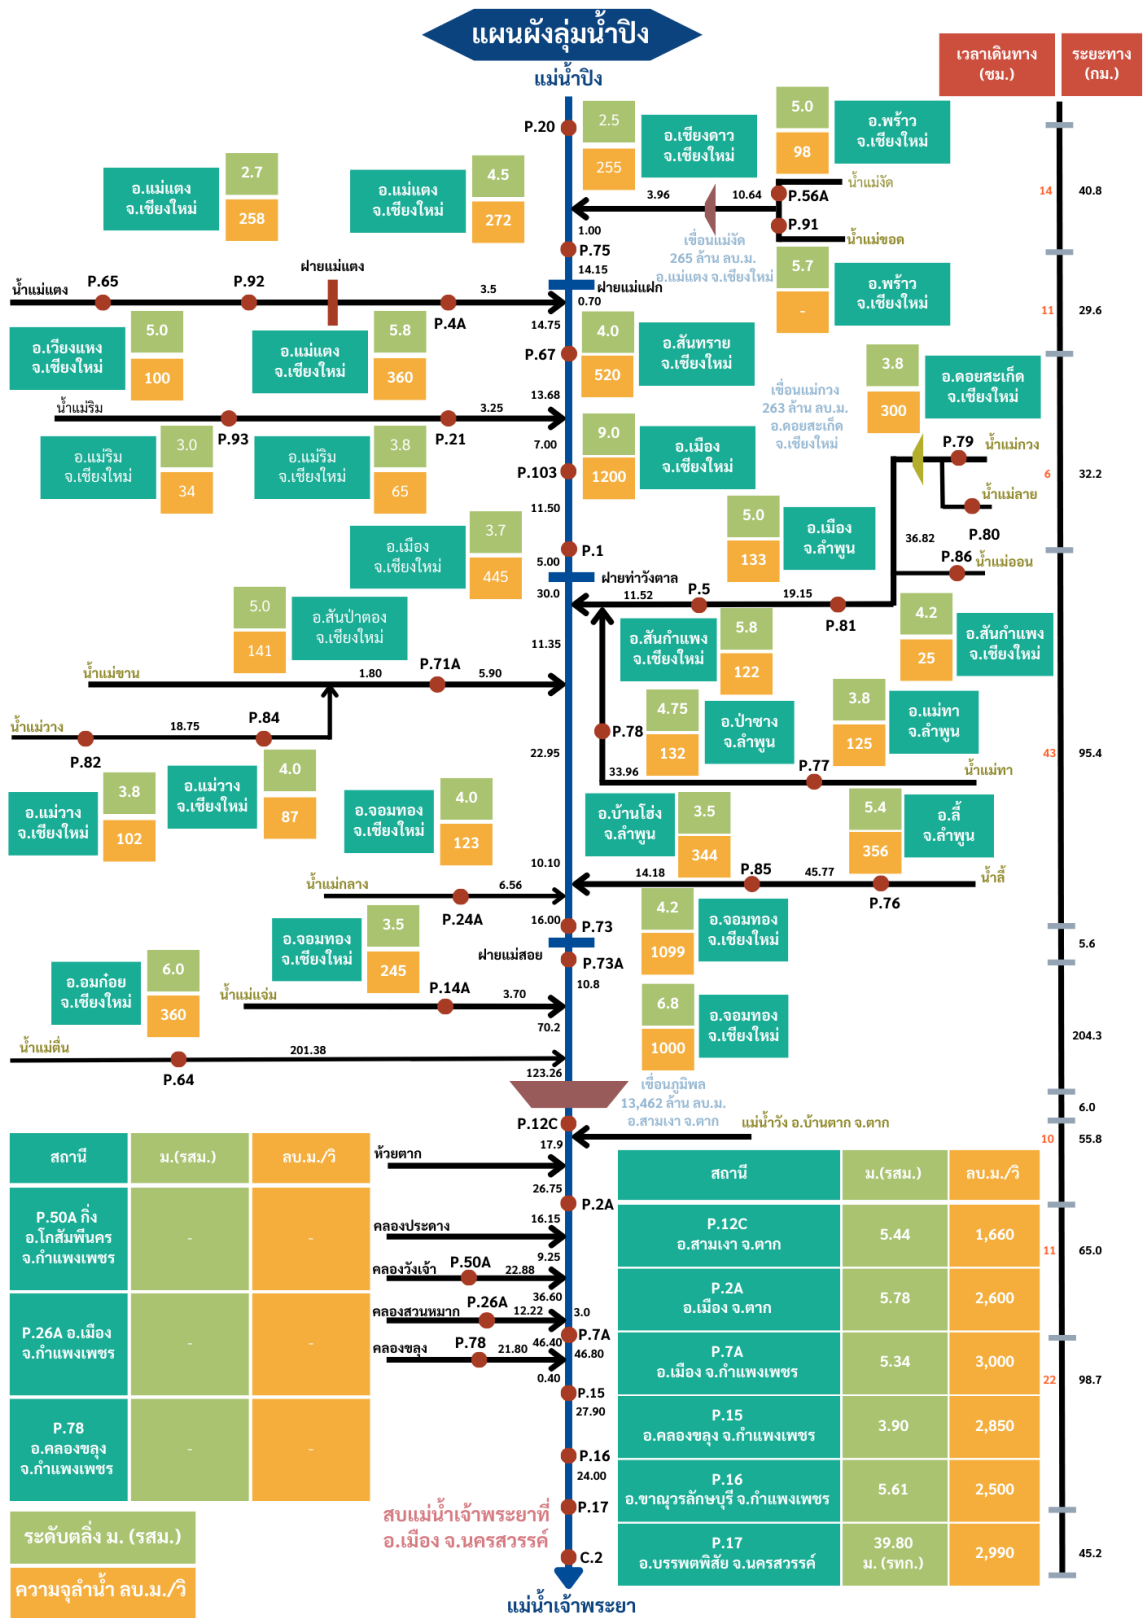 แผนผังลุ่มน้ำปิง
แม่น้ำปิง
เวลาเดินทาง
(ชม.)
ระยะทาง
(กม.)
P.20
2.5
255
อ.เชียงดาว
จ.เชียงใหม่
5.0
98
อ.พร้าว
จ.เชียงใหม่
อ.แม่แตง
จ.เชียงใหม่
2.7
258
อ.แม่แตง
จ.เชียงใหม่
4.5
272
3.96
10.64
น้ำแม่งัด
P.56A
P.91
น้ำแม่ขอด
14
40.8
1.00
P.75
เขื่อนแม่งัด
265 ล้าน ลบ.ม.
อ.แม่แตง จ.เชียงใหม่
5.7
-
อ.พร้าว
จ.เชียงใหม่
14.15
ฝายแม่แฝก
0.70
น้ำแม่แตง
P.65
P.92
ฝายแม่แตง
3.5
P.4A
14.75
11
29.6
อ.เวียงแหง
จ.เชียงใหม่
5.0
100
อ.แม่แตง
จ.เชียงใหม่
5.8
360
P.67
4.0
520
อ.สันทราย
จ.เชียงใหม่
3.8
300
อ.ดอยสะเก็ด
จ.เชียงใหม่
เขื่อนแม่กวง
263 ล้าน ลบ.ม.
อ.ดอยสะเก็ด
จ.เชียงใหม่
13.68
น้ำแม่ริม
P.93
3.25
P.21
7.00
อ.แม่ริม
จ.เชียงใหม่
3.0
34
อ.แม่ริม
จ.เชียงใหม่
3.8
65
P.103
9.0
1200
อ.เมือง
จ.เชียงใหม่
P.79
น้ำแม่กวง
น้ำแม่ลาย
P.80
6
32.2
11.50
อ.เมือง
จ.เชียงใหม่
3.7
445
P.1
5.00
ฝายท่าวังตาล
30.0
5.0
133
อ.เมือง
จ.ลำพูน
36.82
P.86
น้ำแม่ออน
11.52
P.5
19.15
P.81
5.0
141
อ.สันป่าตอง
จ.เชียงใหม่
11.35
อ.สันกำแพง
จ.เชียงใหม่
5.8
122
4.2
25
อ.สันกำแพง
จ.เชียงใหม่
น้ำแม่ขาน
1.80
P.71A
5.90
น้ำแม่วาง
18.75
P.84
P.82
22.95
P.78
4.75
132
อ.ป่าซาง
จ.ลำพูน
3.8
125
อ.แม่ทา
จ.ลำพูน
33.96
P.77
น้ำแม่ทา
43
95.4
อ.แม่วาง
จ.เชียงใหม่
3.8
102
อ.แม่วาง
จ.เชียงใหม่
4.0
87
อ.จอมทอง
จ.เชียงใหม่
4.0
123
อ.บ้านโฮ่ง
จ.ลำพูน
3.5
344
5.4
356
อ.ลี้
จ.ลำพูน
10.10
14.18
P.85
45.77
P.76
น้ำลี้
น้ำแม่กลาง
6.56
P.24A
16.00
P.73
ฝายแม่สอย
P.73A
4.2
1099
อ.จอมทอง
จ.เชียงใหม่
5.6
อ.จอมทอง
จ.เชียงใหม่
3.5
245
อ.อมก๋อย
จ.เชียงใหม่
6.0
360
10.8
น้ำแม่แจ่ม
P.14A
3.70
70.2
6.8
1000
อ.จอมทอง
จ.เชียงใหม่
204.3
น้ำแม่ตื่น
201.38
P.64
123.26
เขื่อนภูมิพล
13,462 ล้าน ลบ.ม.
อ.สามเงา จ.ตาก
6.0
P.12C
แม่น้ำวัง อ.บ้านตาก จ.ตาก
17.9
10
55.8
ห้วยตาก
26.75
P.2A
คลองประดาง
16.15
9.25
คลองวังเจ้า
P.50A
22.88
36.60
คลองสวนหมาก
P.26A
12.22
3.0
P.7A
46.40
คลองขลุง
P.78
21.80
46.80
0.40
P.15
27.90
P.16
24.00
P.17
C.2
11
65.0
22
98.7
45.2
สถานี
ม.(รสม.)
ลบ.ม./วิ
P.50A กิ่ง
อ.โกสัมพีนคร
จ.กำแพงเพชร
-
-
P.26A อ.เมือง
จ.กำแพงเพชร
-
-
P.78
อ.คลองขลุง
จ.กำแพงเพชร
-
-
สถานี
ม.(รสม.)
ลบ.ม./วิ
P.12C
อ.สามเงา จ.ตาก
5.44
1,660
P.2A
อ.เมือง จ.ตาก
5.78
2,600
P.7A
อ.เมือง จ.กำแพงเพชร
5.34
3,000
P.15
อ.คลองขลุง จ.กำแพงเพชร
3.90
2,850
P.16
อ.ขาณุวรลักษบุรี จ.กำแพงเพชร
5.61
2,500
P.17
อ.บรรพตพิสัย จ.นครสวรรค์
39.80
ม. (รทก.)
2,990
สบแม่น้ำเจ้าพระยาที่
อ.เมือง จ.นครสวรรค์
ระดับตลิ่ง ม. (รสม.)
ความจุลำน้ำ ลบ.ม./วิ
แม่น้ำเจ้าพระยา